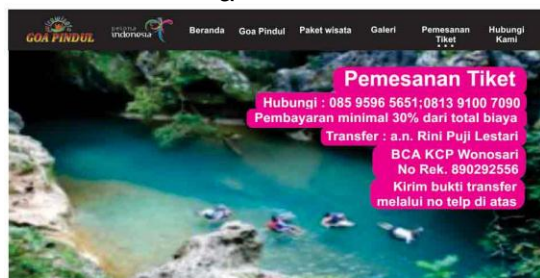 GOA PINDUL
pesona
indonesia
Beranda
Goa Pindul
Paket wisata
Galeri
Pemesanan
Tiket
Hubungi
Kami
Pemesanan Tiket
Hubungi : 085 9596 5651;0813 9100 7090
Pembayaran minimal 30% dari total biaya
Transfer : a.n. Rini Puji Lestari
BCA KCP Wonosari
No Rek. 890292556
Kirim bukti transfer
melalui no telp di atas